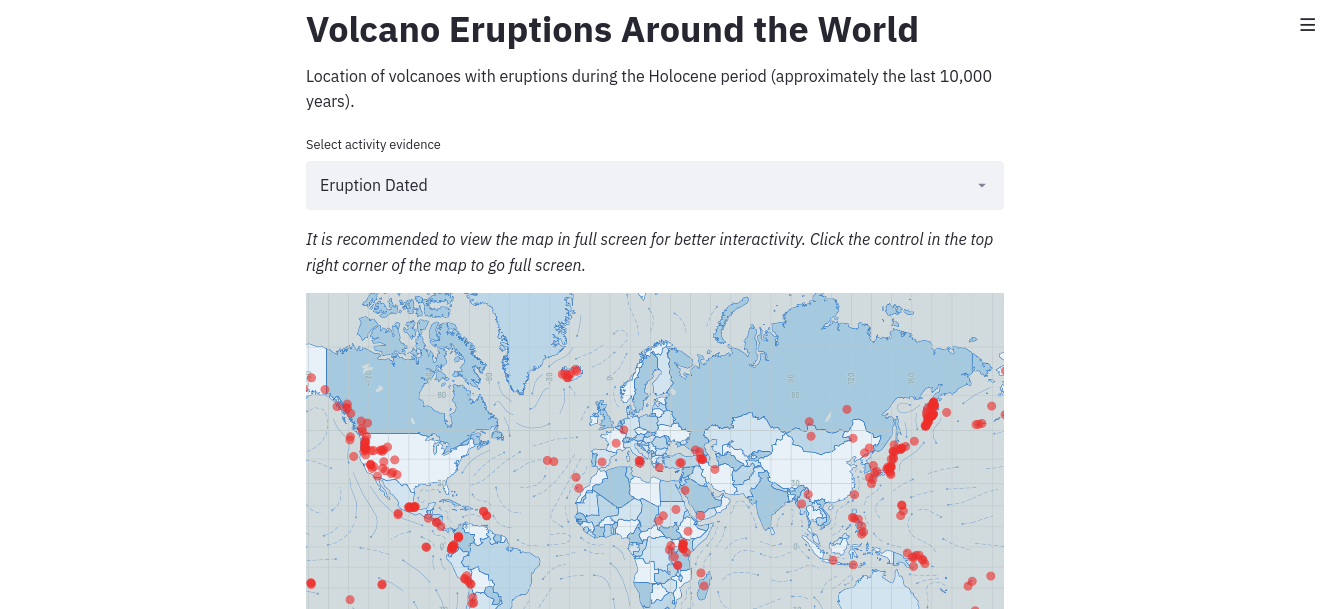 Volcano Eruptions Around the World
Location of volcanoes with eruptions during the Holocene period (approximately the last 10,000
years).
Select activity evidence
Eruption Dated
It is recommended to view the map in full screen for better interactivity. Click the control in the top
right corner of the map to go full screen.